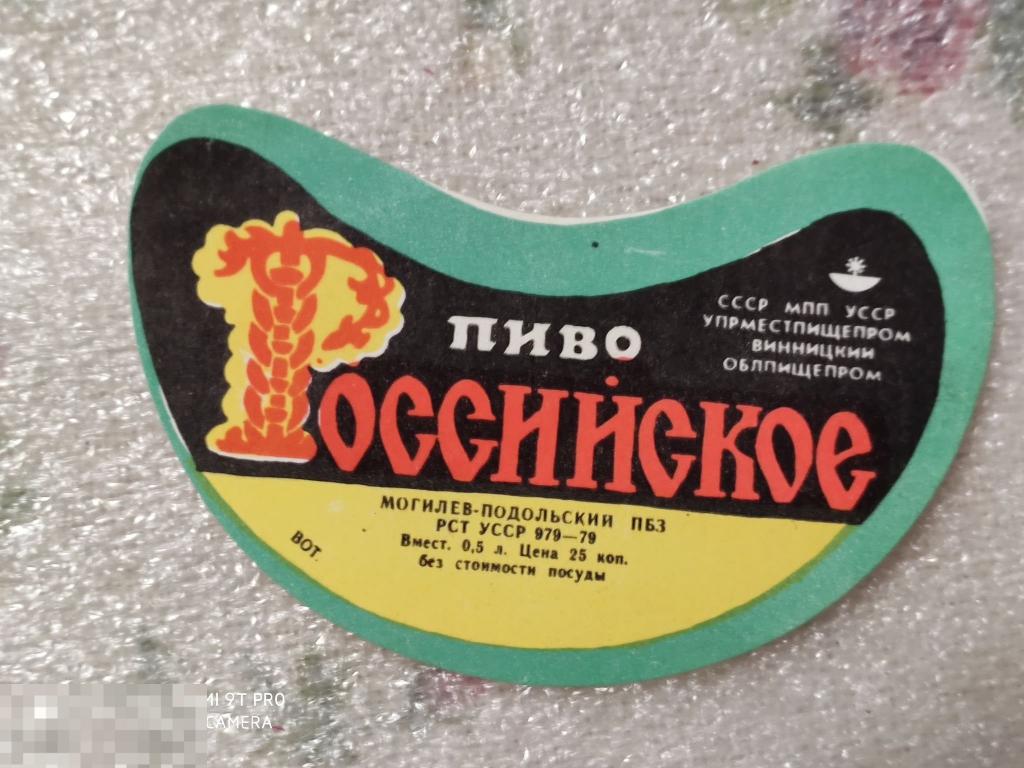 ПИВО
РОССИЙСКОЕ
СССР МПП УССР
УПРМЕСТПИЩЕПРОМ
ВИННИЦКИЙ
ОБЛПИЩЕПРОМ
МОГИЛЕВ-ПОДОЛЬСКИЙ ПБЗ
РСТ УССР 979—79
Вмест. 0,5 л. Цена 25 коп.
без стоимости посуды
ВОТ.
MI 9T PRO
CAMERA